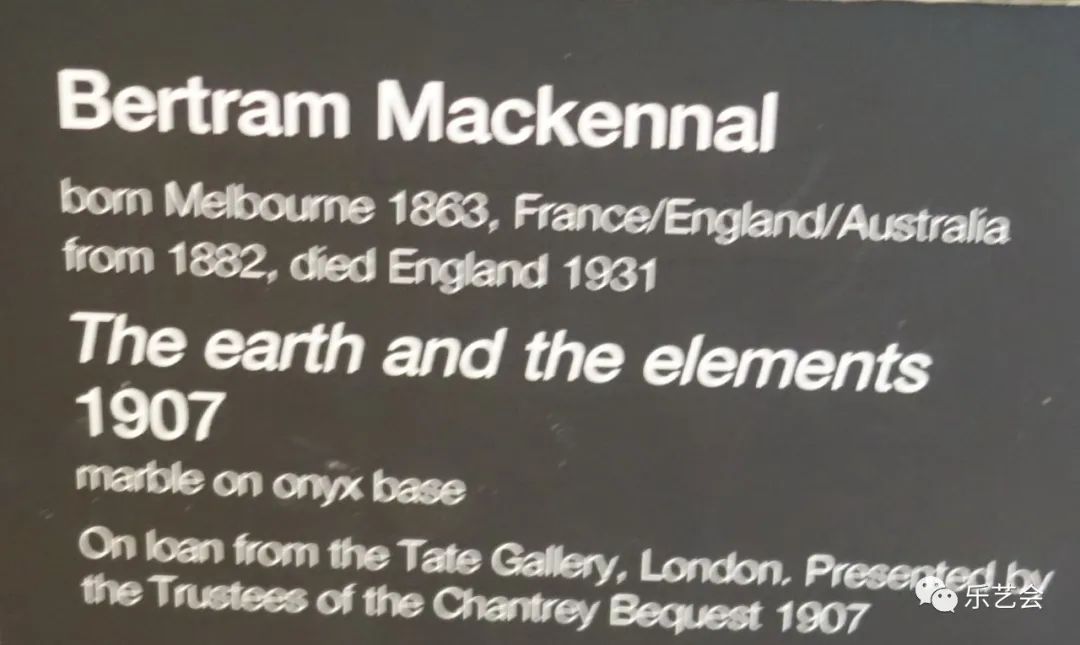 Bertram Mackennal
born Melbourne 1863, France/England/Australia
from 1882, died England 1931
The earth and the elements
1907
marble on onyx base
On loan from the Tate Gallery, London. Presented by
the Trustees of the Chantrey Bequest 1907
乐艺会